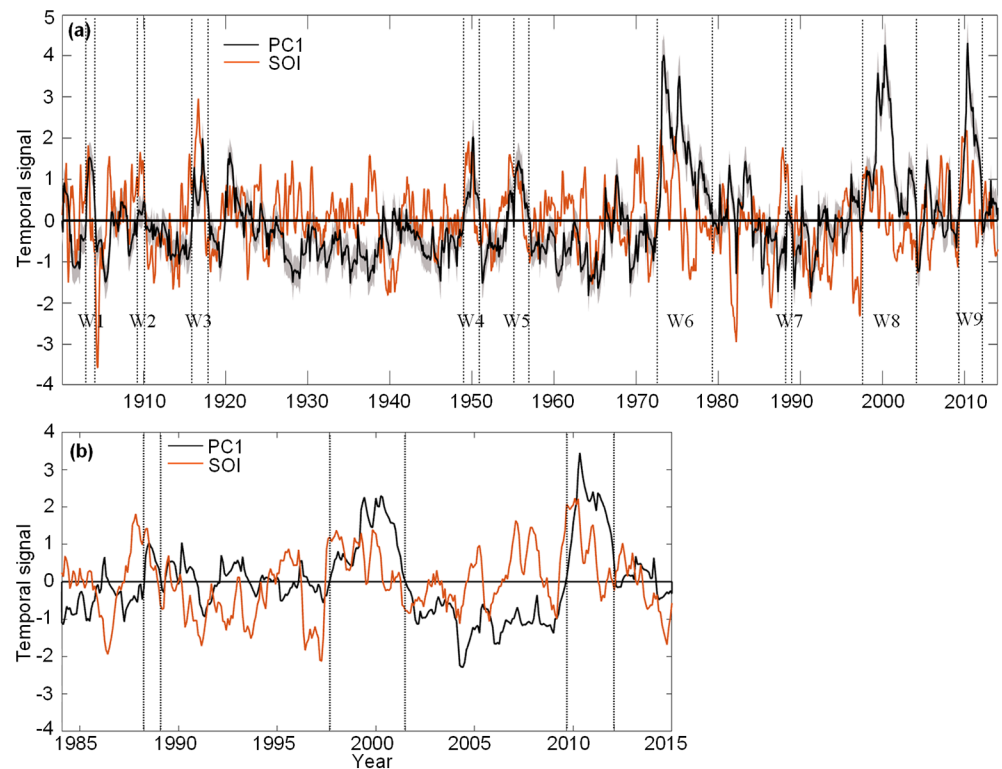 (a)
PC1
SOI
Temporal signal
5
4
3
2
1
0
-1
-2
-3
-4
W1 W2 W3 W4 W5 W6 W7 W8 W9
1910 1920 1930 1940 1950 1960 1970 1980 1990 2000 2010
(b)
PC1
SOI
Temporal signal
4
3
2
1
0
-1
-2
-3
-4
1985 1990 1995 2000 2005 2010 2015
Year